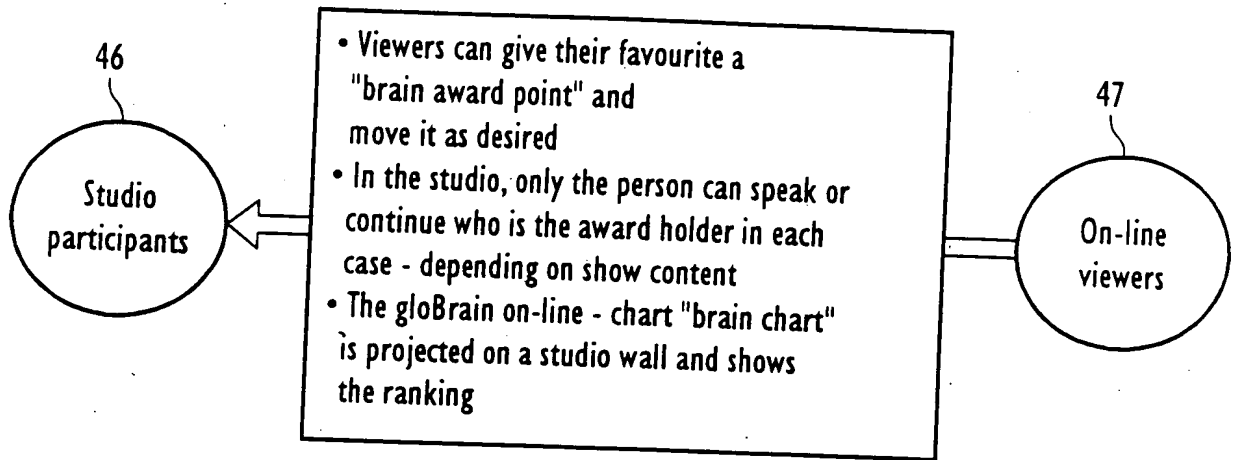 46
Studio
participants
• Viewers can give their favourite a
"brain award point" and
move it as desired
• In the studio, only the person can speak or
continue who is the award holder in each
case - depending on show content
• The gloBrain on-line - chart "brain chart"
is projected on a studio wall and shows
the ranking
47
On-line
viewers